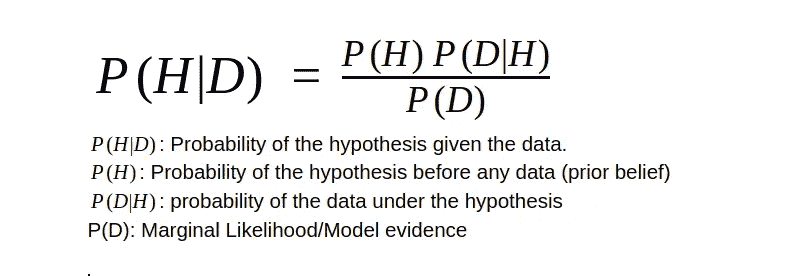 P(H|D) = P(H) P(D|H) / P(D)
P(H|D): Probability of the hypothesis given the data.
P(H): Probability of the hypothesis before any data (prior belief)
P(D|H): probability of the data under the hypothesis
P(D): Marginal Likelihood/Model evidence